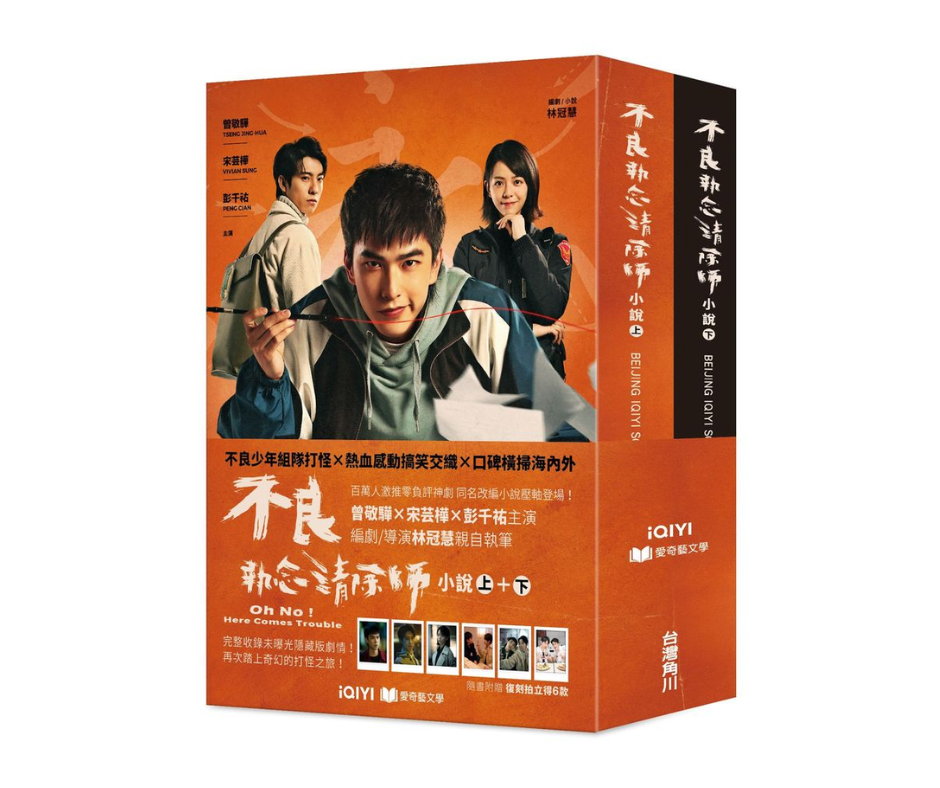 曾敬驊
TSENG JING-HUA
宋芸樺
VIVIAN SUNG
彭千祐
PENG CIAN
主演
編劇/小說
林冠慧
不良執念清除師 小說 上
BEIJING IQIYI
不良執念清除師 小說 下
BEIJING IQIYI
不良少年組隊打怪×熱血感動搞笑交織×口碑橫掃海內外
百萬人激推零負評神劇 同名改編小說壓軸登場！
曾敬驊×宋芸樺×彭千祐主演
編劇/導演林冠慧親自執筆
不良
執念清除師 小說上+下
Oh No！
Here Comes Trouble
完整收錄未曝光隱藏版劇情！
再次踏上奇幻的打怪之旅！
隨書附贈 復刻拍立得6款
iQIYI 愛奇藝文學
iQIYI
愛奇藝文學
台灣角川